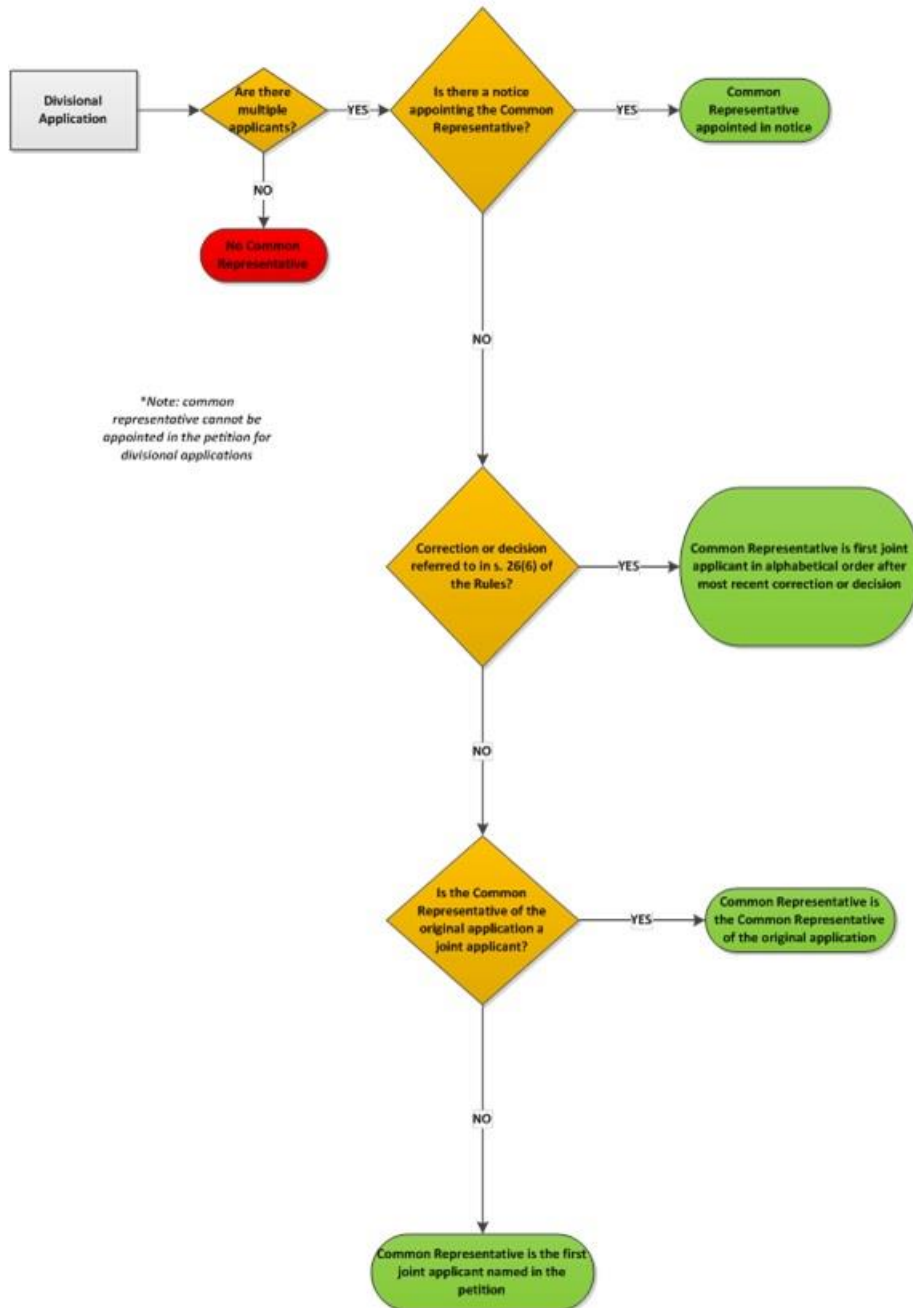 Divisional
Application
Are there
multiple
applicants?
YES
Is there a notice
appointing the Common
Representative?
YES
Common
Representative
appointed in notice
NO
No Common
Representative
NO
*Note: common
representative cannot be
appointed in the petition for
divisional applications
Correction or decision
referred to in s. 26(6) of
the Rules?
YES
Common Representative is first joint
applicant in alphabetical order after
most recent correction or decision
NO
Is the Common
Representative of the
original application a
joint applicant?
YES
Common Representative is
the Common Representative
of the original application
NO
Common Representative is the first
joint applicant named in the
petition